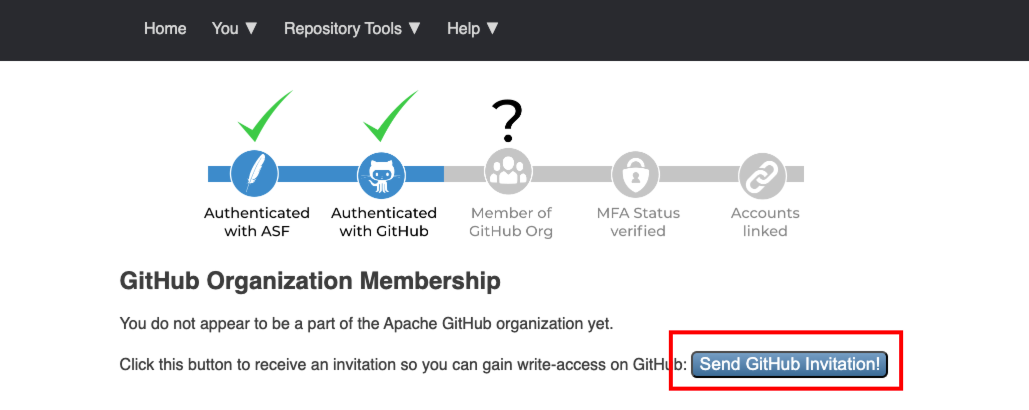 Home You ▼ Repository Tools ▼ Help ▼
?
Authenticated with ASF
Authenticated with GitHub
Member of GitHub Org
MFA Status verified
Accounts linked
GitHub Organization Membership
You do not appear to be a part of the Apache GitHub organization yet.
Click this button to receive an invitation so you can gain write-access on GitHub: Send GitHub Invitation!